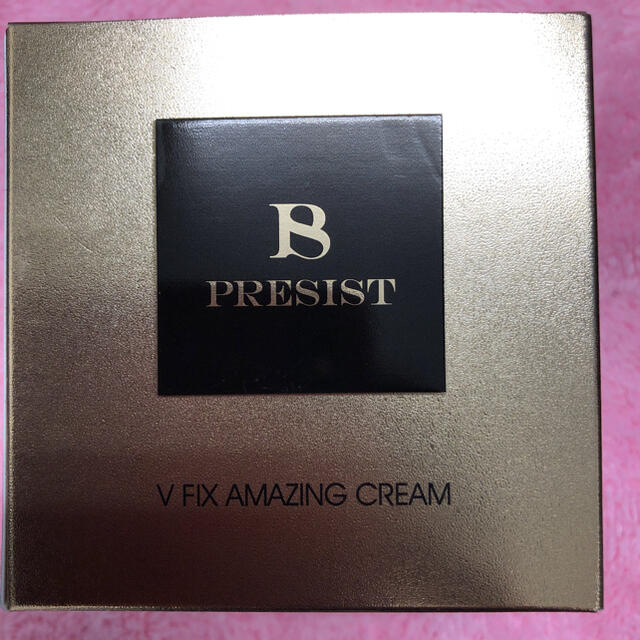 B
PRESIST
V FIX AMAZING CREAM